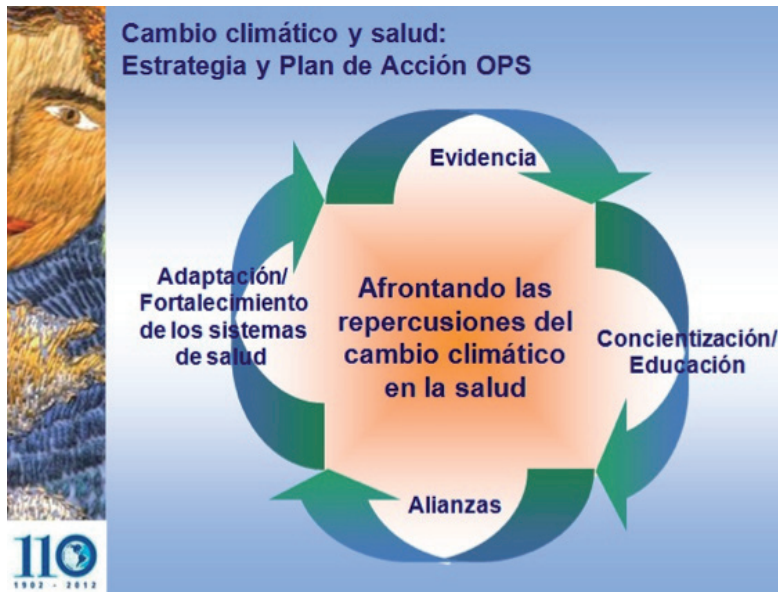 Cambio climático y salud:
Estrategia y Plan de Acción OPS
Evidencia
Adaptación/
Fortalecimiento
de los sistemas
de salud
Afrontando las
repercusiones del
cambio climático
en la salud
Concientización/
Educación
Alianzas
110
1902 - 2012